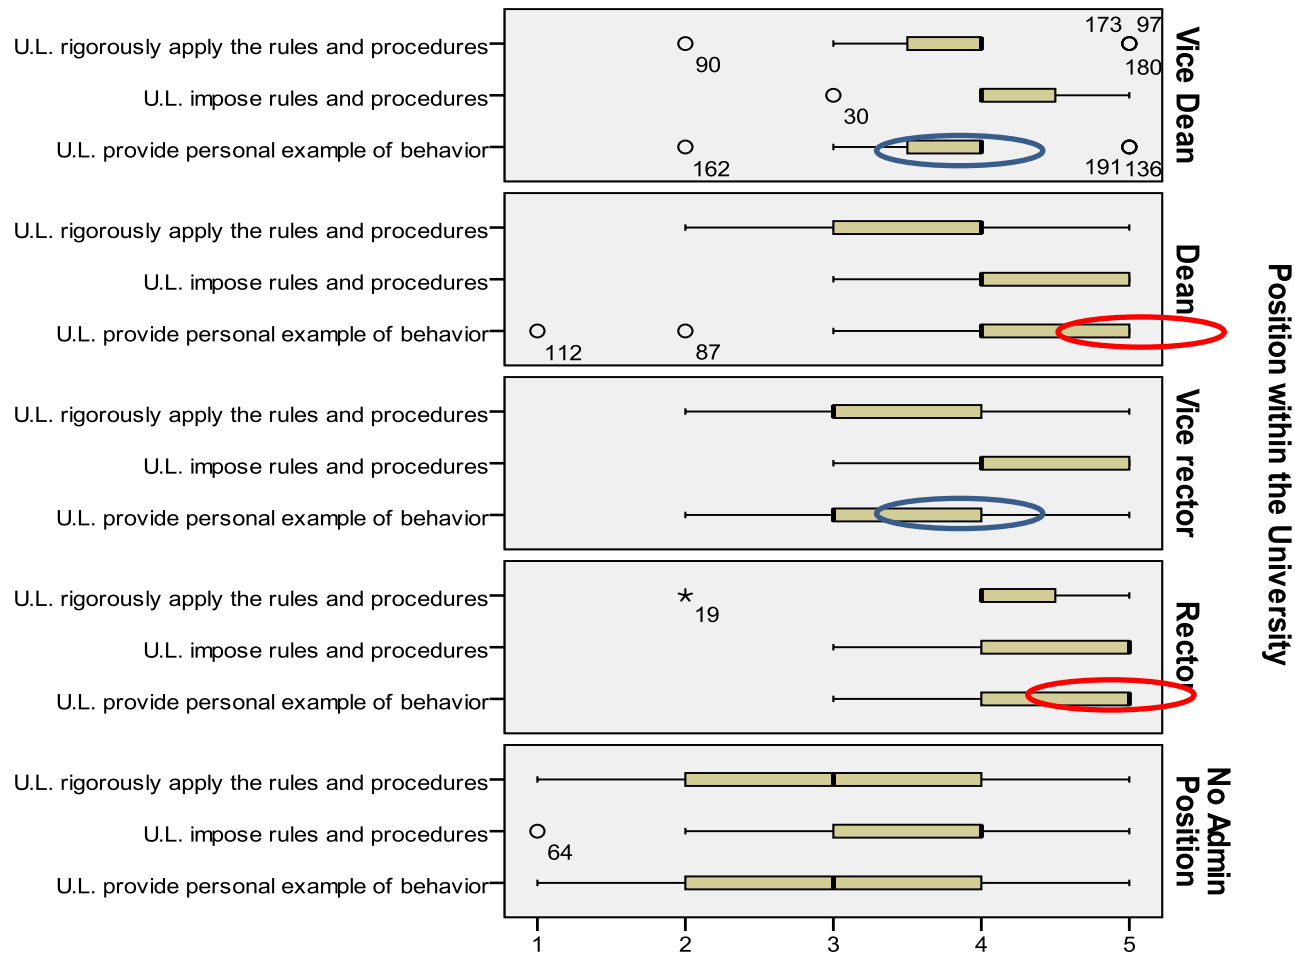 U.L. rigorously apply the rules and procedures
U.L. impose rules and procedures
U.L. provide personal example of behavior
90
173 97
180
30
162
191 136
Vice Dean
U.L. rigorously apply the rules and procedures
U.L. impose rules and procedures
U.L. provide personal example of behavior
112
87
Dean
U.L. rigorously apply the rules and procedures
U.L. impose rules and procedures
U.L. provide personal example of behavior
Vice rector
U.L. rigorously apply the rules and procedures
U.L. impose rules and procedures
U.L. provide personal example of behavior
*
19
Rector
U.L. rigorously apply the rules and procedures
U.L. impose rules and procedures
U.L. provide personal example of behavior
64
No Admin
Position
1 2 3 4 5
Position within the University